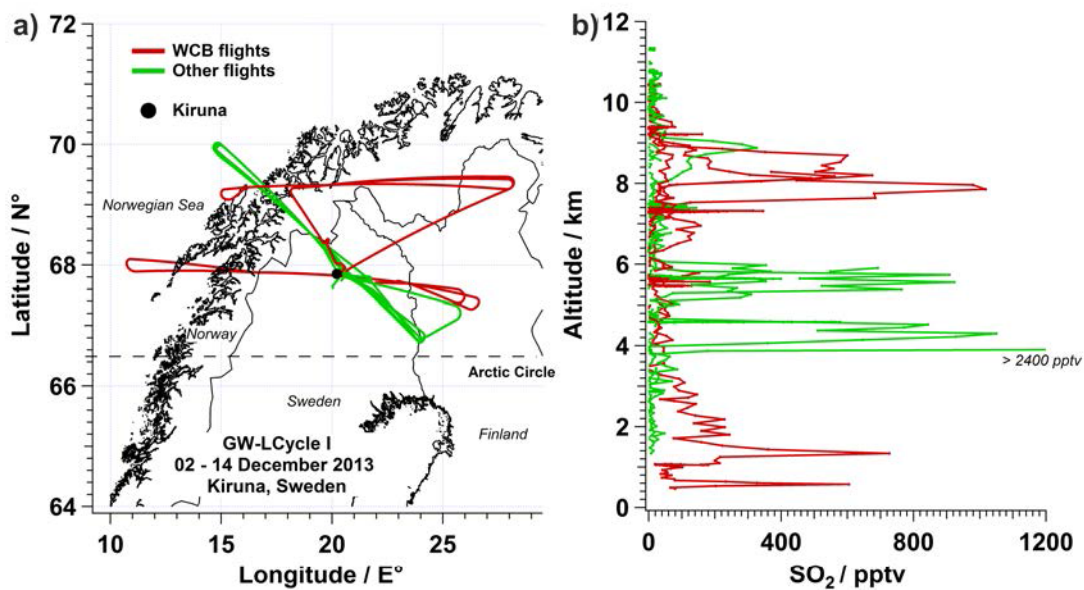 a)
72
70
68
66
64
Latitude / N°
WCB flights
Other flights
Kiruna
Norwegian Sea
Norway
Arctic Circle
Sweden
Finland
GW-LCycle I
02 - 14 December 2013
Kiruna, Sweden
10
15
20
25
Longitude / E°
b)
12
10
8
6
4
2
0
Altitude / km
> 2400 pptv
0
400
800
1200
SO₂ / pptv